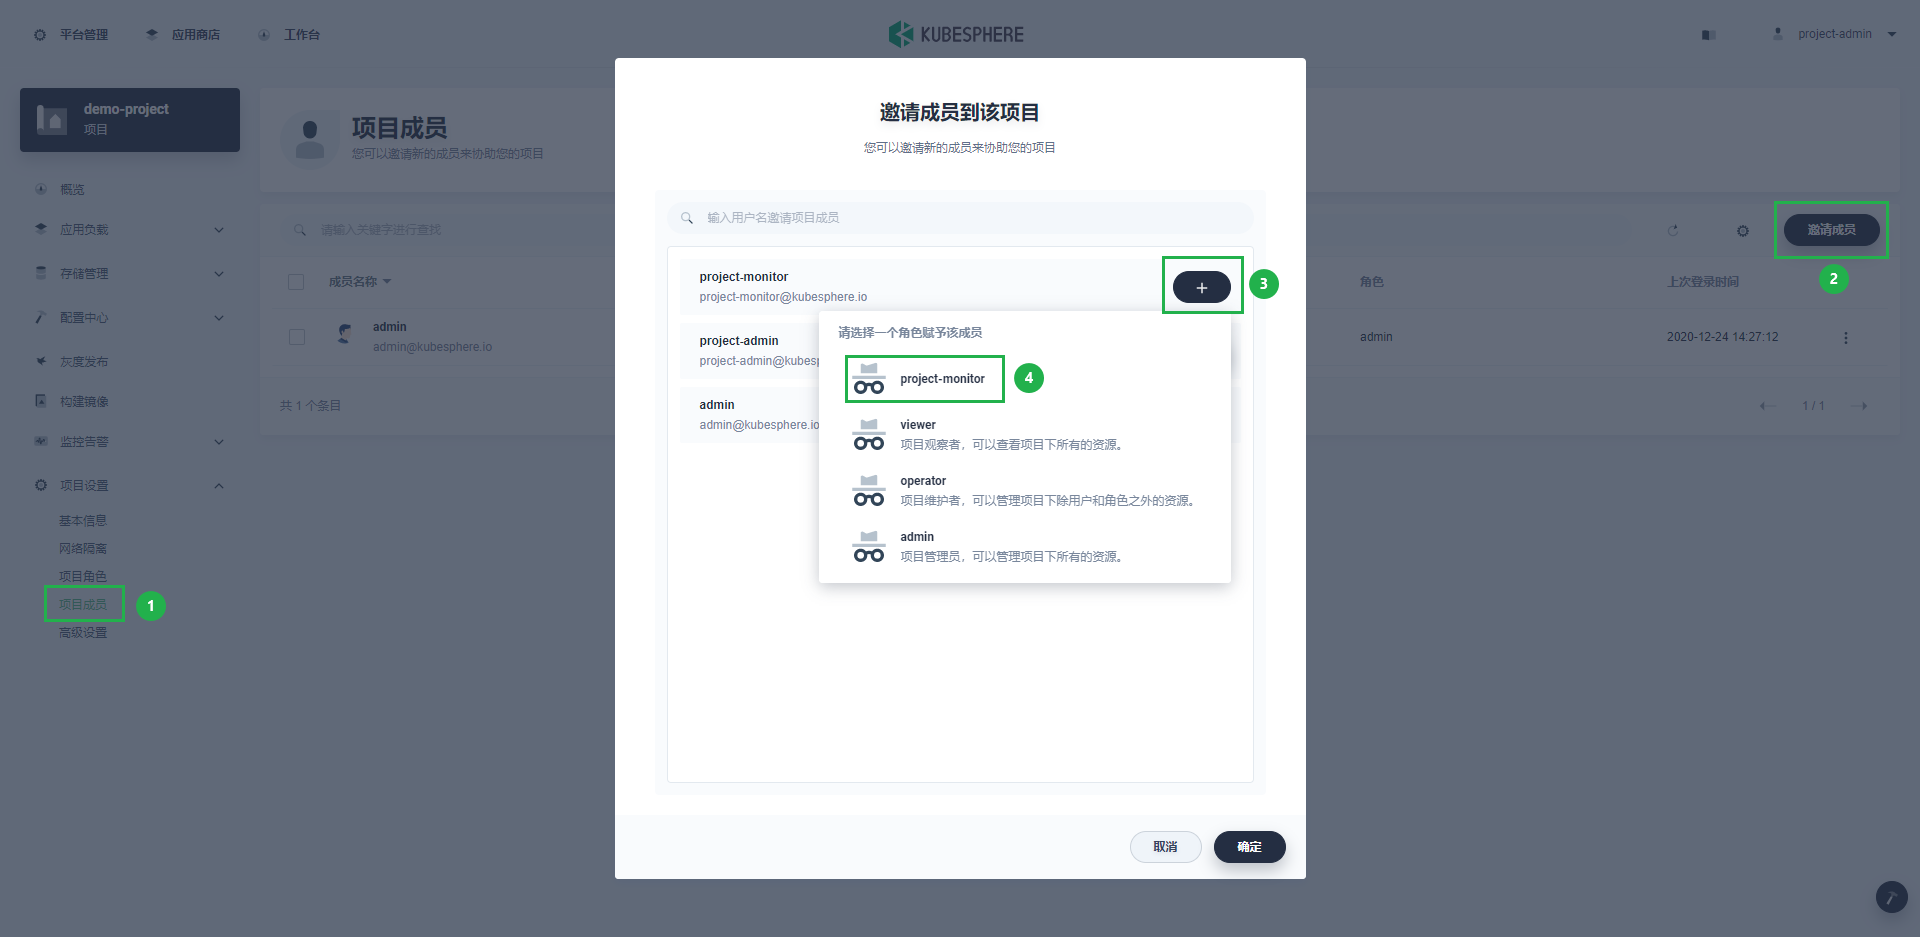 平台管理
应用商店
工作台
KUBESPHERE
project-admin
demo-project
项目
概览
应用负载
存储管理
配置中心
灰度发布
构建镜像
监控告警
项目设置
基本信息
网络隔离
项目角色
项目成员
1
高级设置
项目成员
您可以邀请新的成员来协助您的项目
请输入关键字进行查找
邀请成员
2
成员名称
角色
上次登录时间
admin
admin@kubesphere.io
admin
2020-12-24 14:27:12
共 1 个条目
1 / 1
邀请成员到该项目
您可以邀请新的成员来协助您的项目
输入用户名邀请项目成员
project-monitor
project-monitor@kubesphere.io
+
3
project-admin
project-admin@kubesp
admin
admin@kubesphere.io
请选择一个角色赋予该成员
project-monitor
4
viewer
项目观察者，可以查看项目下所有的资源。
operator
项目维护者，可以管理项目下除用户和角色之外的资源。
admin
项目管理员，可以管理项目下所有的资源。
取消
确定